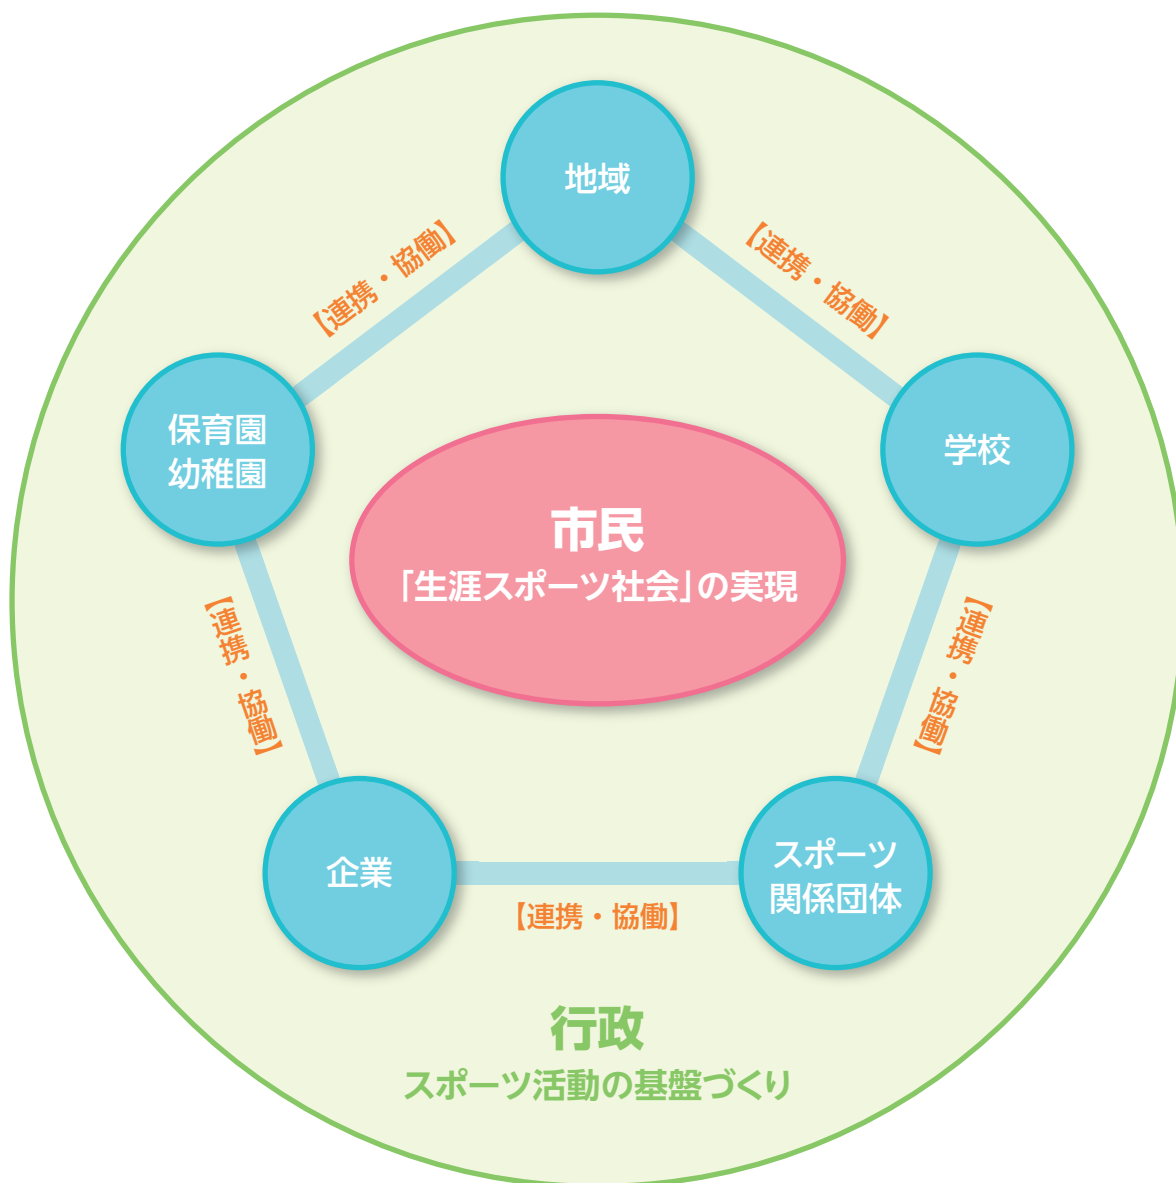 地域
【連携・協働】
【連携・協働】
保育園
幼稚園
学校
市民
「生涯スポーツ社会」の実現
【連携・協働】
【連携・協働】
企業
スポーツ
関係団体
【連携・協働】
行政
スポーツ活動の基盤づくり